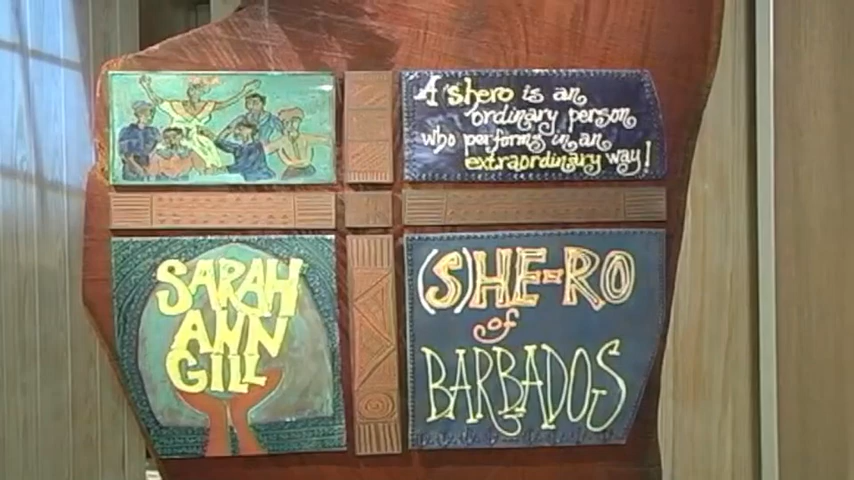 A shero is an
ordinary person
who performs in an
extraordinary way!
SARAH
ANN
GILL
(S)HE-RO
of
BARBADOS